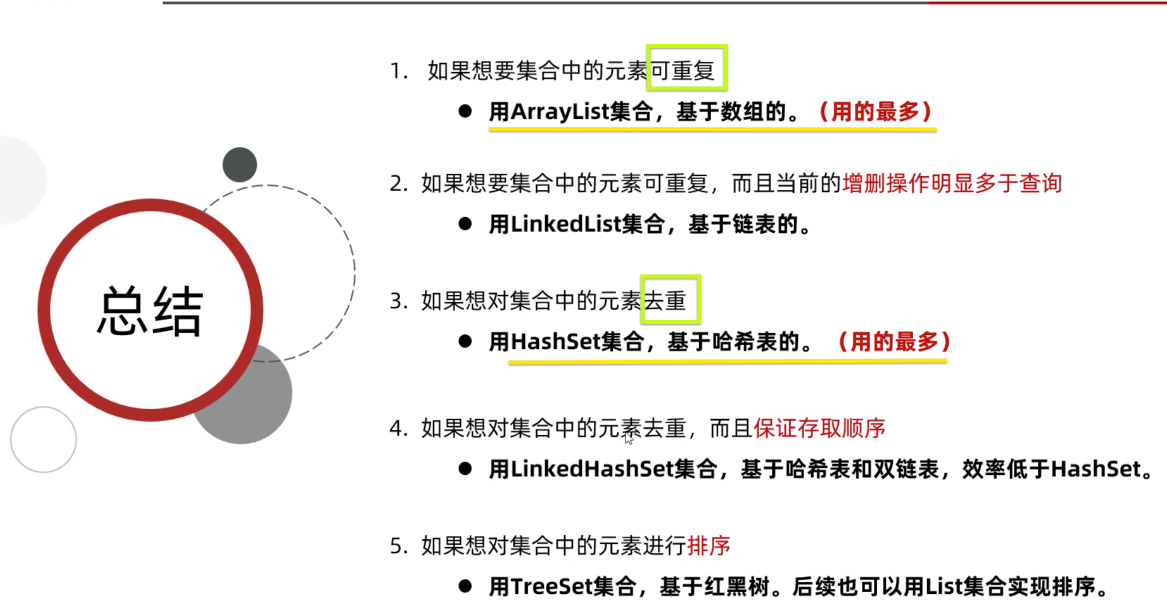 总结
1. 如果想要集合中的元素可重复
● 用ArrayList集合，基于数组的。（用的最多）
2. 如果想要集合中的元素可重复，而且当前的增删操作明显多于查询
● 用LinkedList集合，基于链表的。
3. 如果想对集合中的元素去重
● 用HashSet集合，基于哈希表的。（用的最多）
4. 如果想对集合中的元素去重，而且保证存取顺序
● 用LinkedHashSet集合，基于哈希表和双链表，效率低于HashSet。
5. 如果想对集合中的元素进行排序
● 用TreeSet集合，基于红黑树。后续也可以用List集合实现排序。